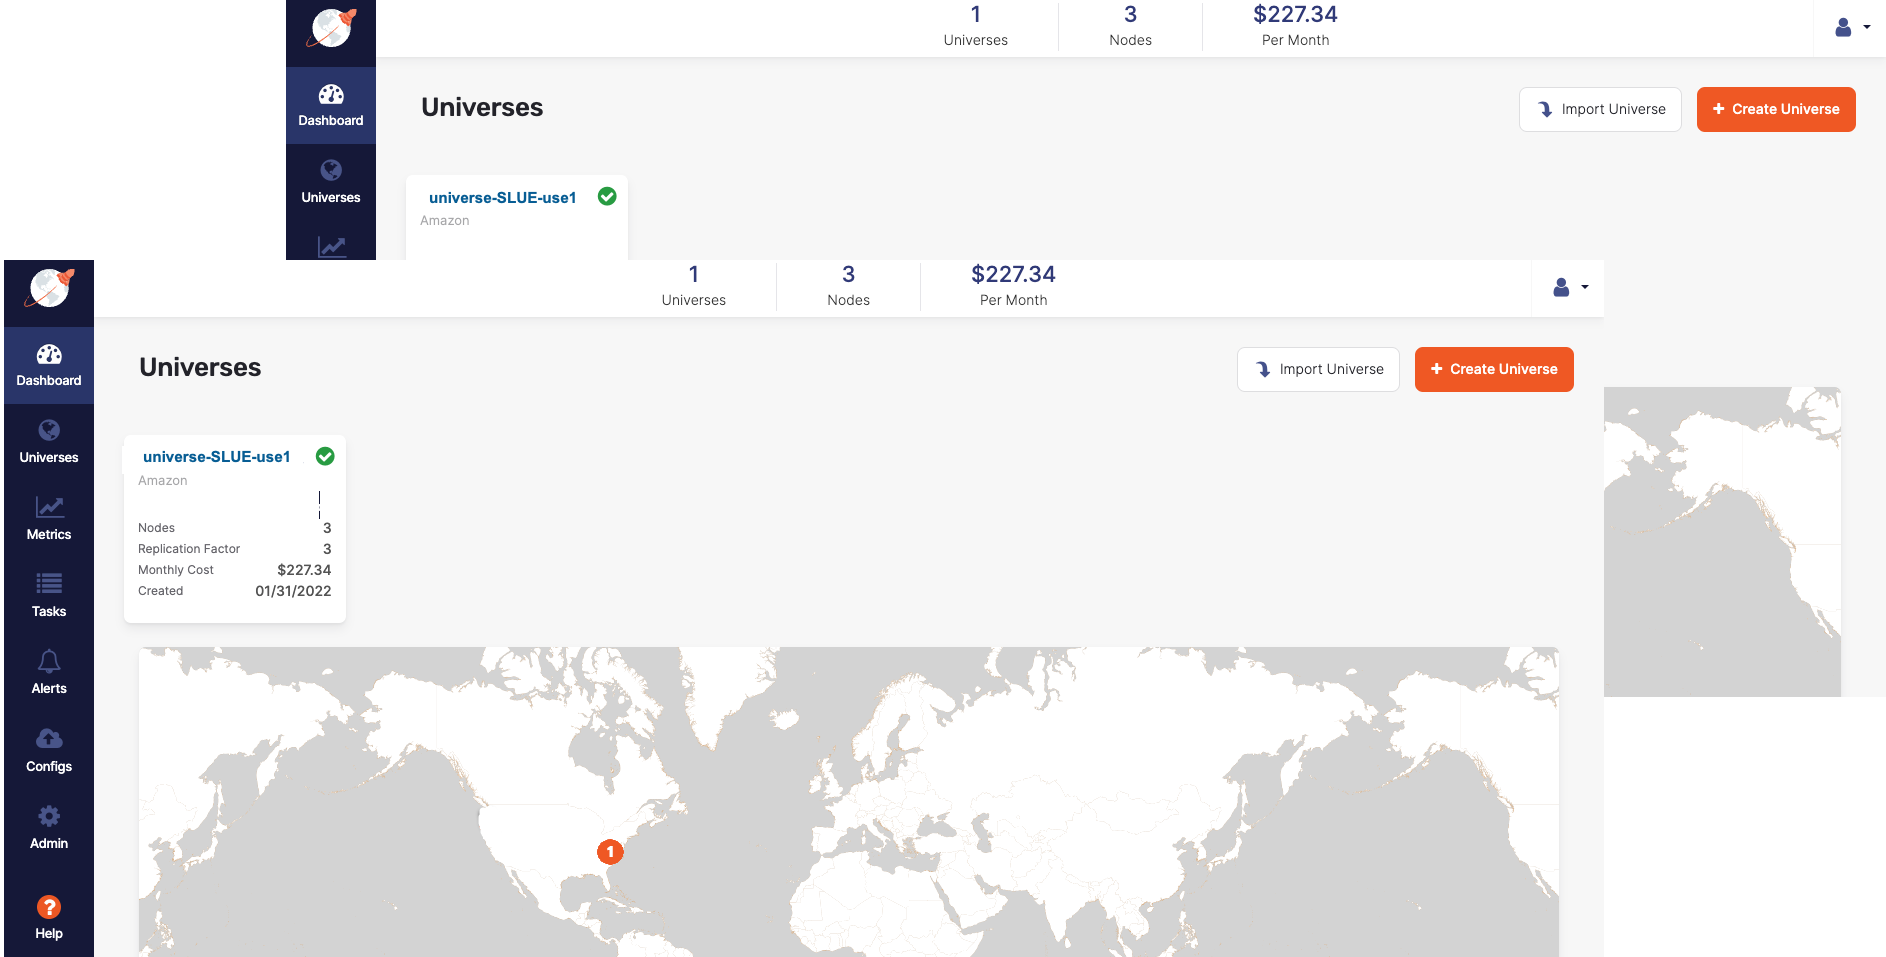 1
Universes
3
Nodes
$227.34
Per Month
Dashboard
Universes
Universes
Import Universe
+ Create Universe
universe-SLUE-use1
Amazon
1
Universes
3
Nodes
$227.34
Per Month
Dashboard
Universes
Metrics
Tasks
Alerts
Configs
Admin
?
Help
Universes
Import Universe
+ Create Universe
universe-SLUE-use1
Amazon
Nodes 3
Replication Factor 3
Monthly Cost $227.34
Created 01/31/2022
1